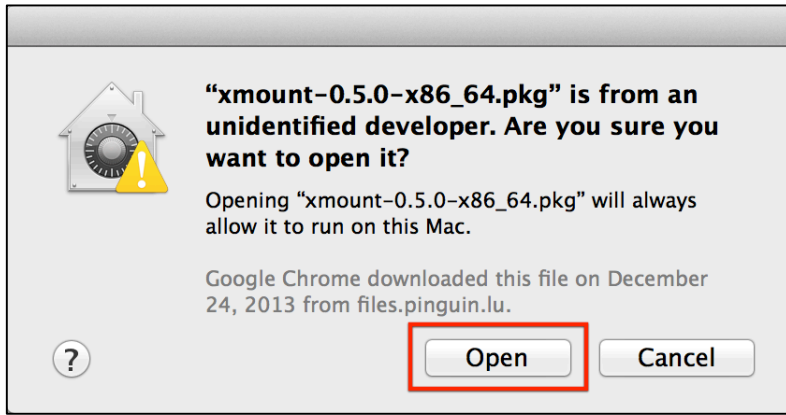 “xmount-0.5.0-x86_64.pkg” is from an
unidentified developer. Are you sure you
want to open it?
Opening “xmount-0.5.0-x86_64.pkg” will always
allow it to run on this Mac.
Google Chrome downloaded this file on December
24, 2013 from files.pinguin.lu.
?
Open
Cancel